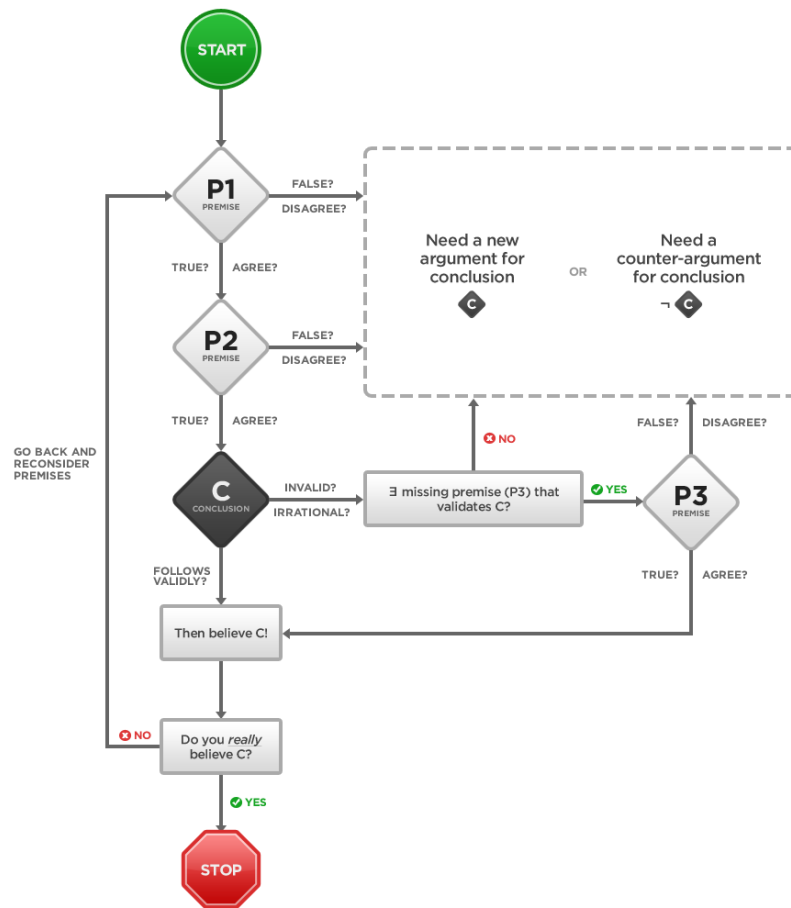 START
P1
PREMISE
FALSE?
DISAGREE?
TRUE? AGREE?
Need a new
argument for
conclusion
C
OR
Need a
counter-argument
for conclusion
¬ C
P2
PREMISE
FALSE?
DISAGREE?
TRUE? AGREE?
GO BACK AND
RECONSIDER
PREMISES
C
CONCLUSION
INVALID?
IRRATIONAL?
∃ missing premise (P3) that
validates C?
NO
YES
FALSE? DISAGREE?
P3
PREMISE
TRUE? AGREE?
FOLLOWS
VALIDLY?
Then believe C!
NO
Do you really
believe C?
YES
STOP